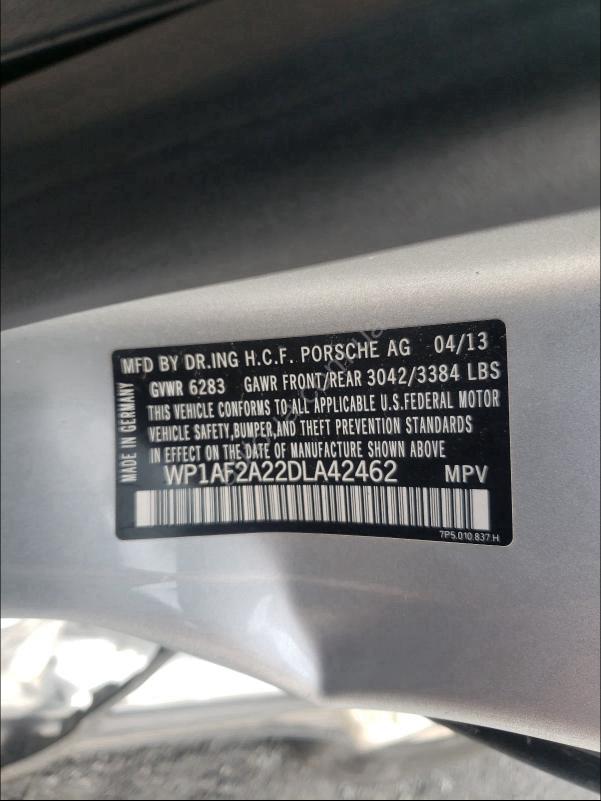 MFD BY DR.ING H.C.F. PORSCHE AG 04/13
GVWR 6283 GAWR FRONT/REAR 3042/3384 LBS
THIS VEHICLE CONFORMS TO ALL APPLICABLE U.S.FEDERAL MOTOR
VEHICLE SAFETY,BUMPER,AND THEFT PREVENTION STANDARDS
IN EFFECT ON THE DATE OF MANUFACTURE SHOWN ABOVE
WP1AF2A22DLA42462 MPV
7P5.010.837.H
MADE IN GERMANY